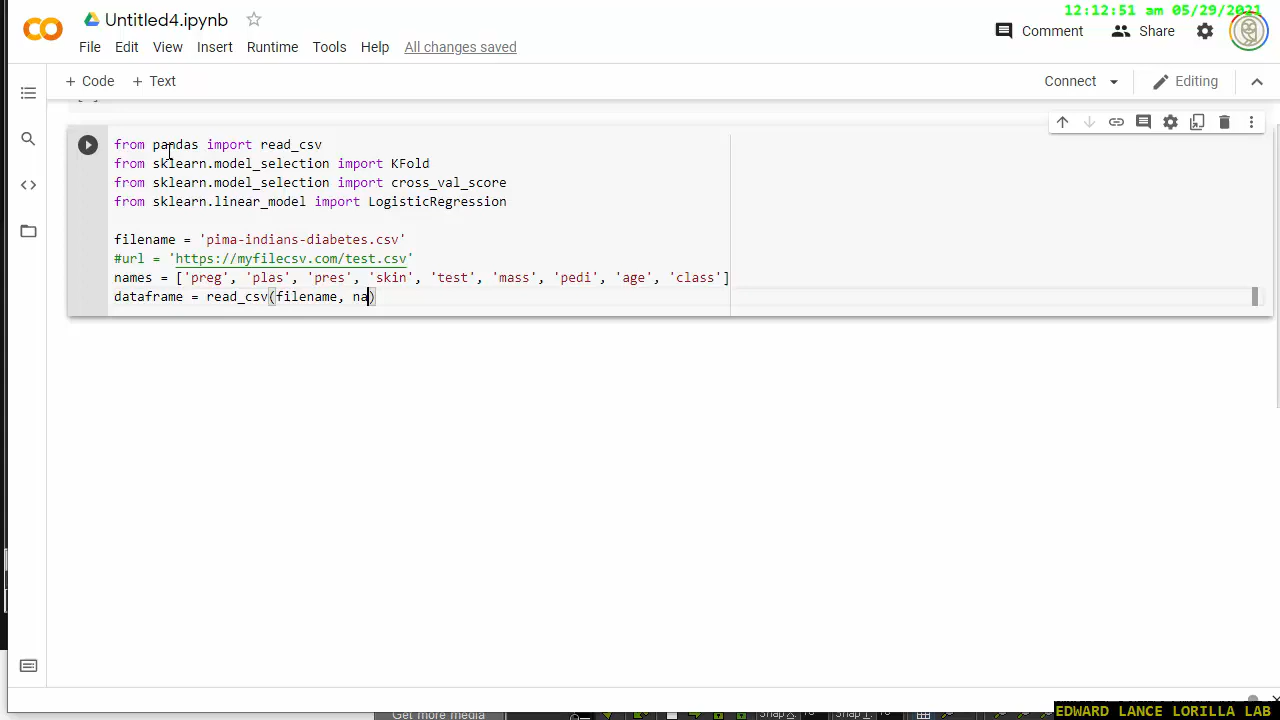 12:12:51 am 05/29/2021
Untitled4.ipynb
File Edit View Insert Runtime Tools Help All changes saved
Comment Share
+ Code + Text
Connect Editing
from pandas import read_csv
from sklearn.model_selection import KFold
from sklearn.model_selection import cross_val_score
from sklearn.linear_model import LogisticRegression
filename = 'pima-indians-diabetes.csv'
#url = 'https://myfilecsv.com/test.csv'
names = ['preg', 'plas', 'pres', 'skin', 'test', 'mass', 'pedi', 'age', 'class']
dataframe = read_csv(filename, na)
Get more media
EDWARD LANCE LORILLA LAB